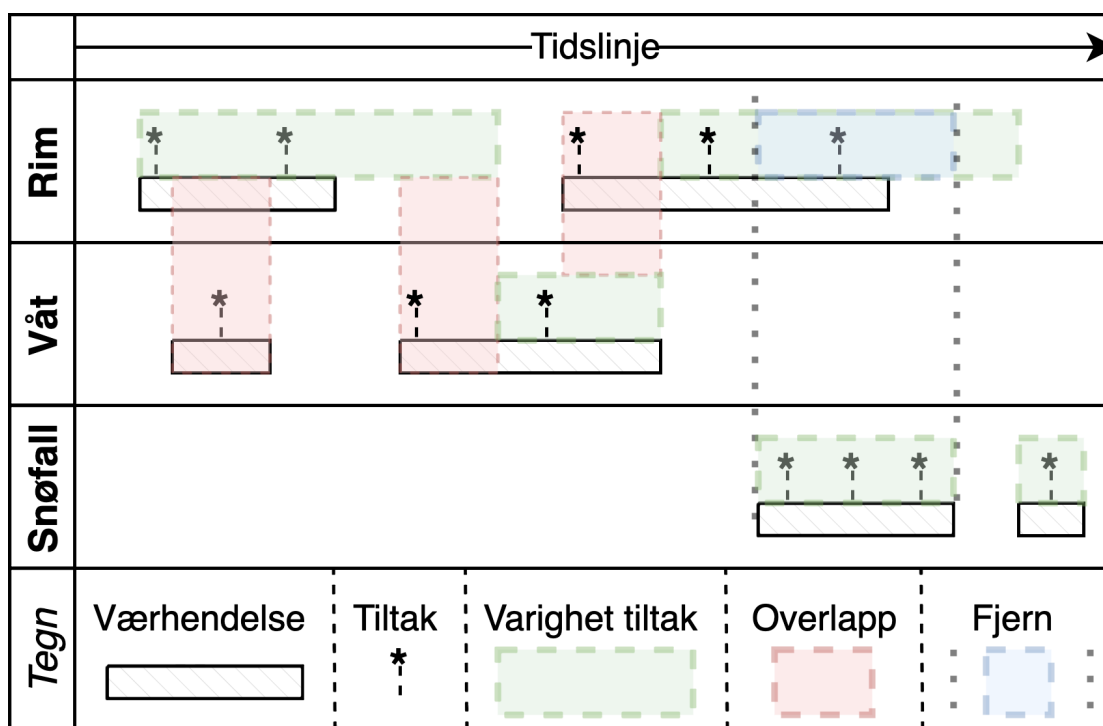 Tidslinje
Rim
* * * * *
Våt
* * *
Snøfall
* * * *
Tegn
Værhendelse
Tiltak
*
Varighet tiltak
Overlapp
Fjern